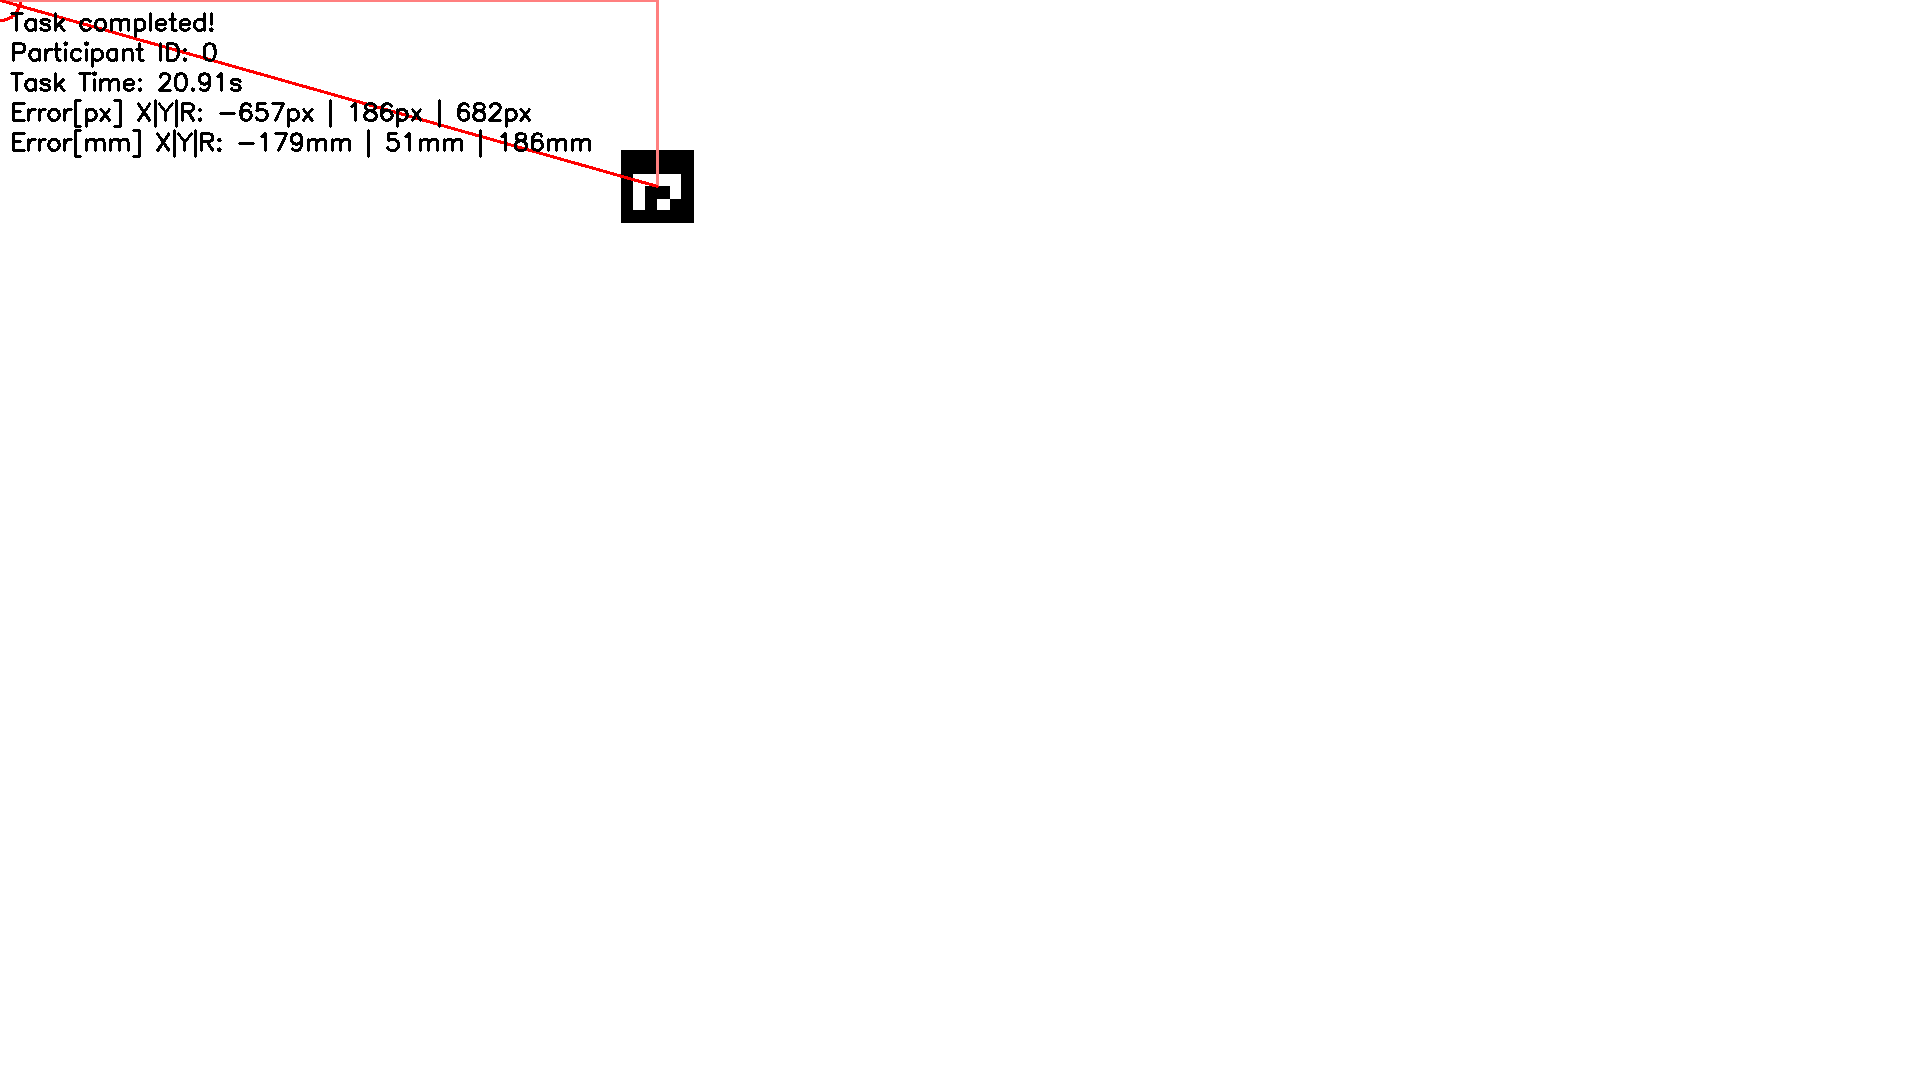 Task completed!
Participant ID: 0
Task Time: 20.91s
Error[px] X|Y|R: -657px | 186px | 682px
Error[mm] X|Y|R: -179mm | 51mm | 186mm